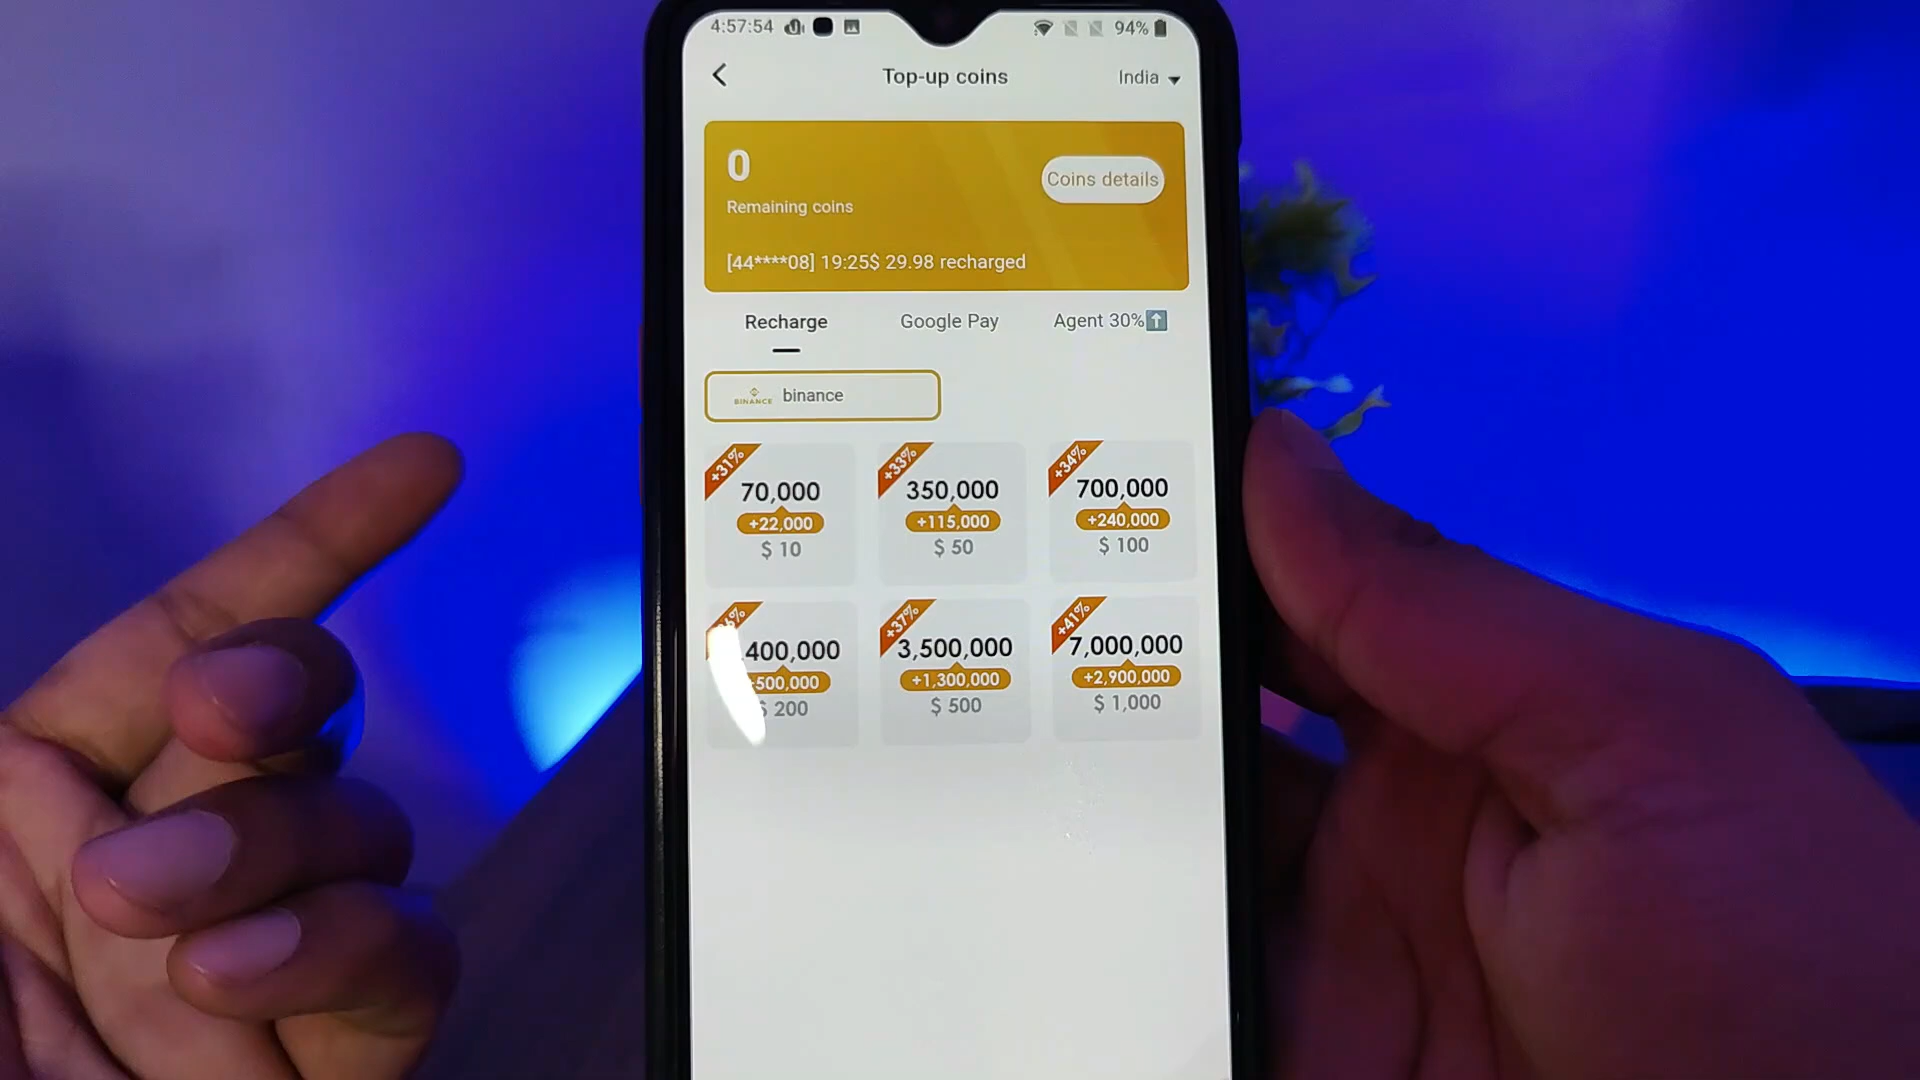 4:57:54 94%
Top-up coins India
0
Coins details
Remaining coins
[44****08] 19:25$ 29.98 recharged
Recharge Google Pay Agent 30%
BINANCE binance
+31% +33% +34%
70,000 350,000 700,000
+22,000 +115,000 +240,000
$ 10 $ 50 $ 100
+37% +41%
400,000 3,500,000 7,000,000
+500,000 +1,300,000 +2,900,000
$ 200 $ 500 $ 1,000